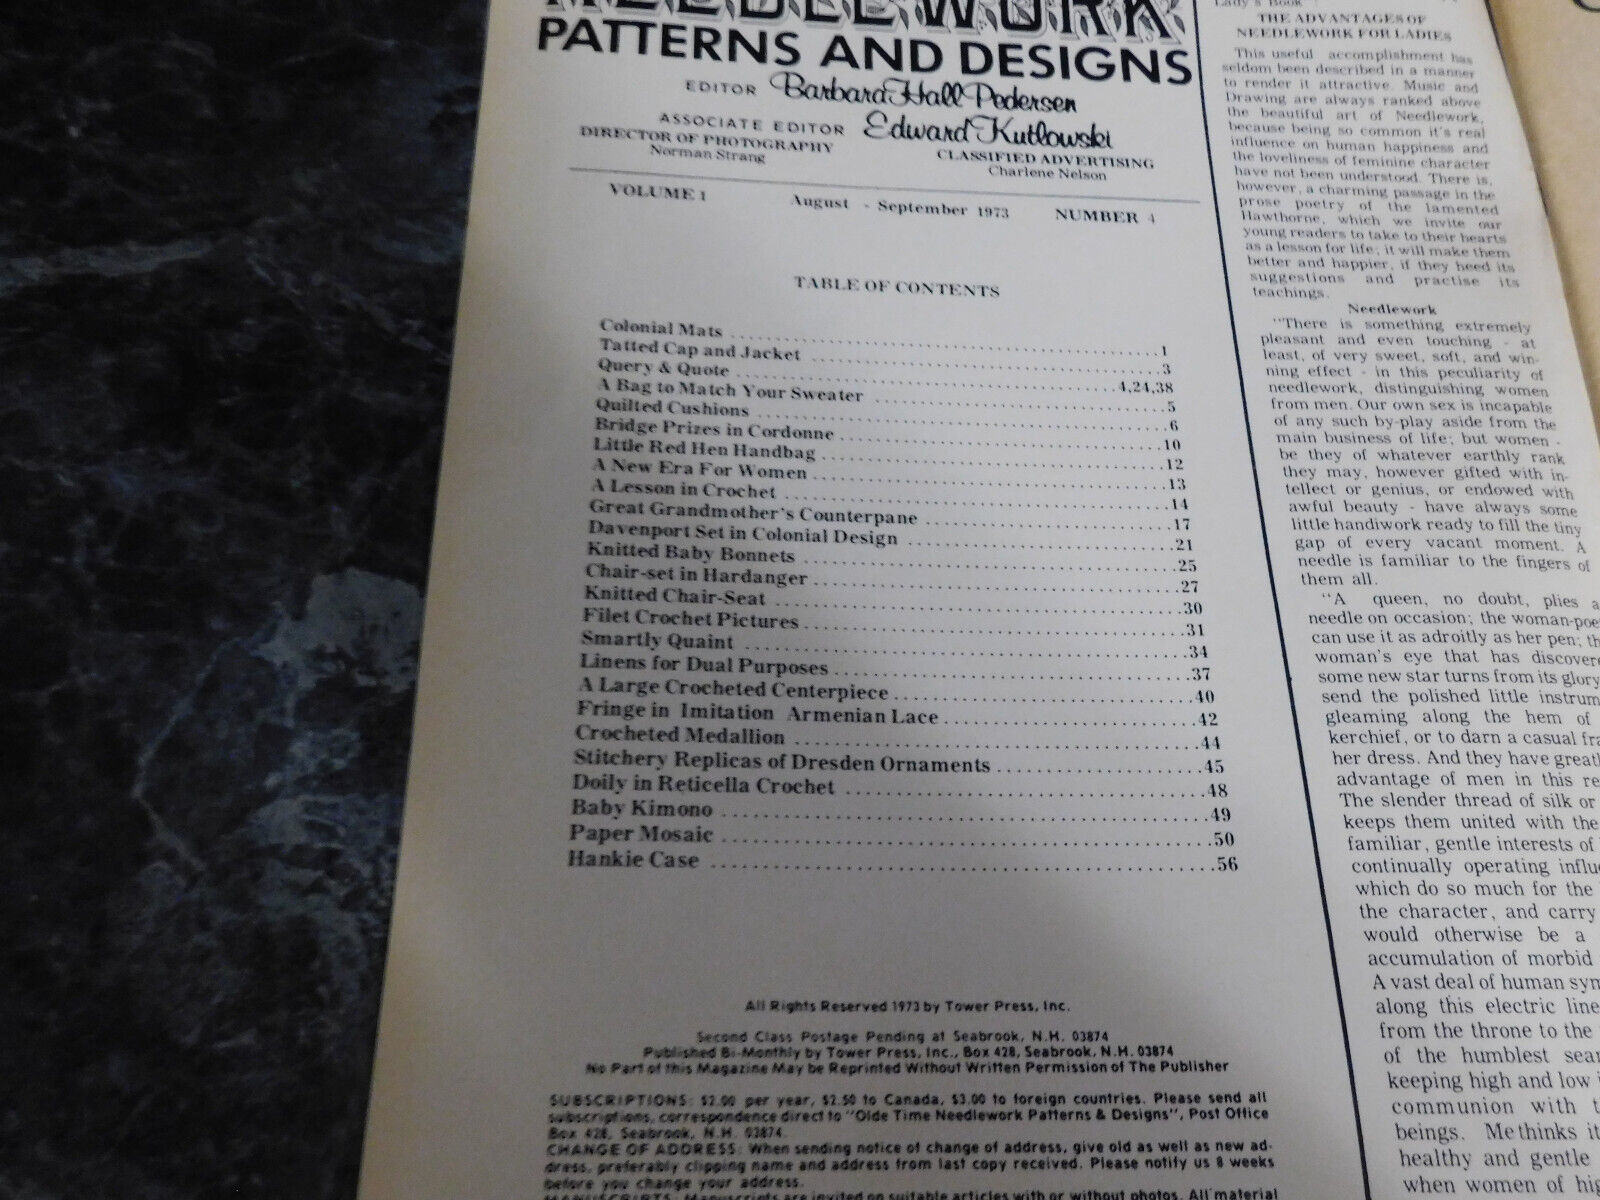 NEEDLEWORK
PATTERNS AND DESIGNS
EDITOR Barbara Hall Pedersen
ASSOCIATE EDITOR Edward Kutlowski
DIRECTOR OF PHOTOGRAPHY
Norman Strang
CLASSIFIED ADVERTISING
Charlene Nelson
VOLUME 1 August - September 1973 NUMBER 4
TABLE OF CONTENTS
Colonial Mats ........ 1
Tatted Cap and Jacket ........ 3
Query & Quote ........ 4,24,38
A Bag to Match Your Sweater ........ 5
Quilted Cushions ........ 6
Bridge Prizes in Cordonne ........ 10
Little Red Hen Handbag ........ 12
A New Era For Women ........ 13
A Lesson in Crochet ........ 14
Great Grandmother's Counterpane ........ 17
Davenport Set in Colonial Design ........ 21
Knitted Baby Bonnets ........ 25
Chair-set in Hardanger ........ 27
Knitted Chair-Seat ........ 30
Filet Crochet Pictures ........ 31
Smartly Quaint ........ 34
Linens for Dual Purposes ........ 37
A Large Crocheted Centerpiece ........ 40
Fringe in Imitation Armenian Lace ........ 42
Crocheted Medallion ........ 44
Stitchery Replicas of Dresden Ornaments ........ 45
Doily in Reticella Crochet ........ 48
Baby Kimono ........ 49
Paper Mosaic ........ 50
Hankie Case ........ 56
All Rights Reserved 1973 by Tower Press, Inc.
Second Class Postage Pending at Seabrook, N.H. 03874
Published Bi-Monthly by Tower Press, Inc., Box 428, Seabrook, N.H. 03874
No Part of this Magazine May be Reprinted Without Written Permission of The Publisher
SUBSCRIPTIONS: $2.00 per year, $2.50 to Canada, $3.00 to foreign countries. Please send all
subscriptions, correspondence direct to "Olde Time Needlework Patterns & Designs", Post Office
Box 428, Seabrook, N.H. 03874.
CHANGE OF ADDRESS: When sending notice of change of address, give old as well as new ad-
dress, preferably clipping name and address from last copy received. Please notify us 8 weeks
before you change your address.
MANUSCRIPTS: Manuscripts are invited on suitable articles with or without photos. All material
Lady's Book
THE ADVANTAGES OF
NEEDLEWORK FOR LADIES
This useful accomplishment has
seldom been described in a manner
to render it attractive. Music and
Drawing are always ranked above
the beautiful art of Needlework,
because being so common it's real
influence on human happiness and
the loveliness of feminine character
have not been understood. There is,
however, a charming passage in the
prose poetry of the lamented
Hawthorne, which we invite our
young readers to take to their hearts
as a lesson for life; it will make them
better and happier, if they heed its
suggestions and practise its
teachings.
Needlework
"There is something extremely
pleasant and even touching - at
least, of very sweet, soft, and win-
ning effect - in this peculiarity of
needlework, distinguishing women
from men. Our own sex is incapable
of any such by-play aside from the
main business of life; but women -
be they of whatever earthly rank
they may, however gifted with in-
tellect or genius, or endowed with
awful beauty - have always some
little handiwork ready to fill the tiny
gap of every vacant moment. A
needle is familiar to the fingers of
them all.
"A queen, no doubt, plies a
needle on occasion; the woman-poe
can use it as adroitly as her pen; th
woman's eye that has discovere
some new star turns from its glory
send the polished little instrum
gleaming along the hem of
kerchief, or to darn a casual fra
her dress. And they have great
advantage of men in this re
The slender thread of silk or
keeps them united with the
familiar, gentle interests of
continually operating influ
which do so much for the
the character, and carry
would otherwise be a
accumulation of morbid
A vast deal of human sym
along this electric line
from the throne to the
of the humblest sea
keeping high and low i
communion with t
beings. Methinks it
healthy and gentle
when women of hig